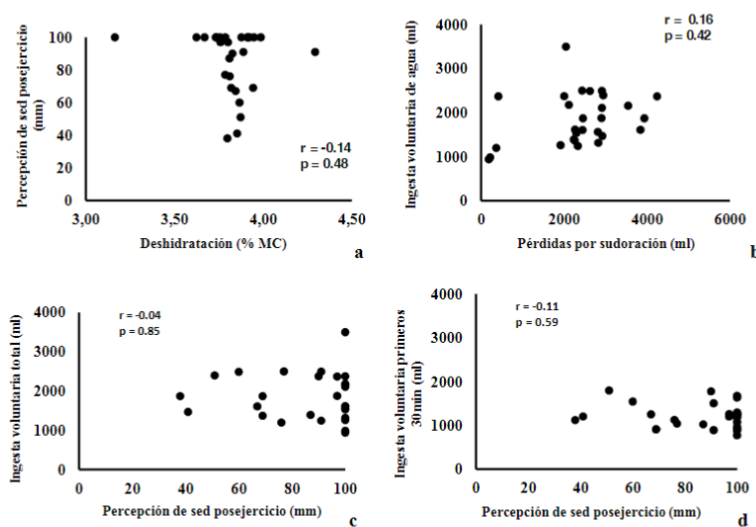 Percepción de sed posejercicio
(mm)
100
80
60
40
20
0
3,00
3,50
4,00
4,50
r = -0.14
p = 0.48
Deshidratación (% MC)
a
Ingesta voluntaria de agua (ml)
4000
3000
2000
1000
0
0
2000
4000
6000
r = 0.16
p = 0.42
Pérdidas por sudoración (ml)
b
Ingesta voluntaria total (ml)
4000
3000
2000
1000
0
0
20
40
60
80
100
r = -0.04
p = 0.85
Percepción de sed posejercicio (mm)
c
Ingesta voluntaria primeros
30 min (ml)
4000
3000
2000
1000
0
0
20
40
60
80
100
r = -0.11
p = 0.59
Percepción de sed posejercicio (mm)
d